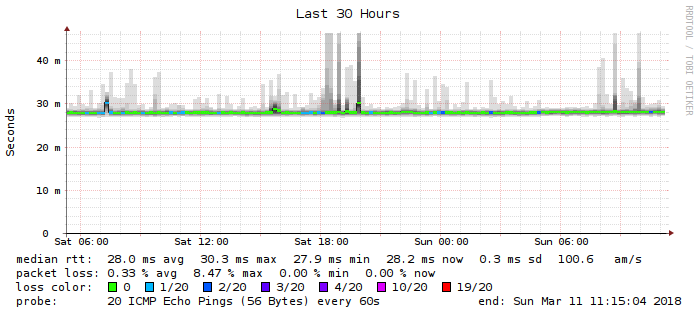 Last 30 Hours
RRDTOOL / TOBI OETIKER
Seconds
40 m
30 m
20 m
10 m
0
Sat 06:00 Sat 12:00 Sat 18:00 Sun 00:00 Sun 06:00
median rtt: 28.0 ms avg 30.3 ms max 27.9 ms min 28.2 ms now 0.3 ms sd 100.6 am/s
packet loss: 0.33 % avg 8.47 % max 0.00 % min 0.00 % now
loss color: 0 1/20 2/20 3/20 4/20 10/20 19/20
probe: 20 ICMP Echo Pings (56 Bytes) every 60s end: Sun Mar 11 11:15:04 2018